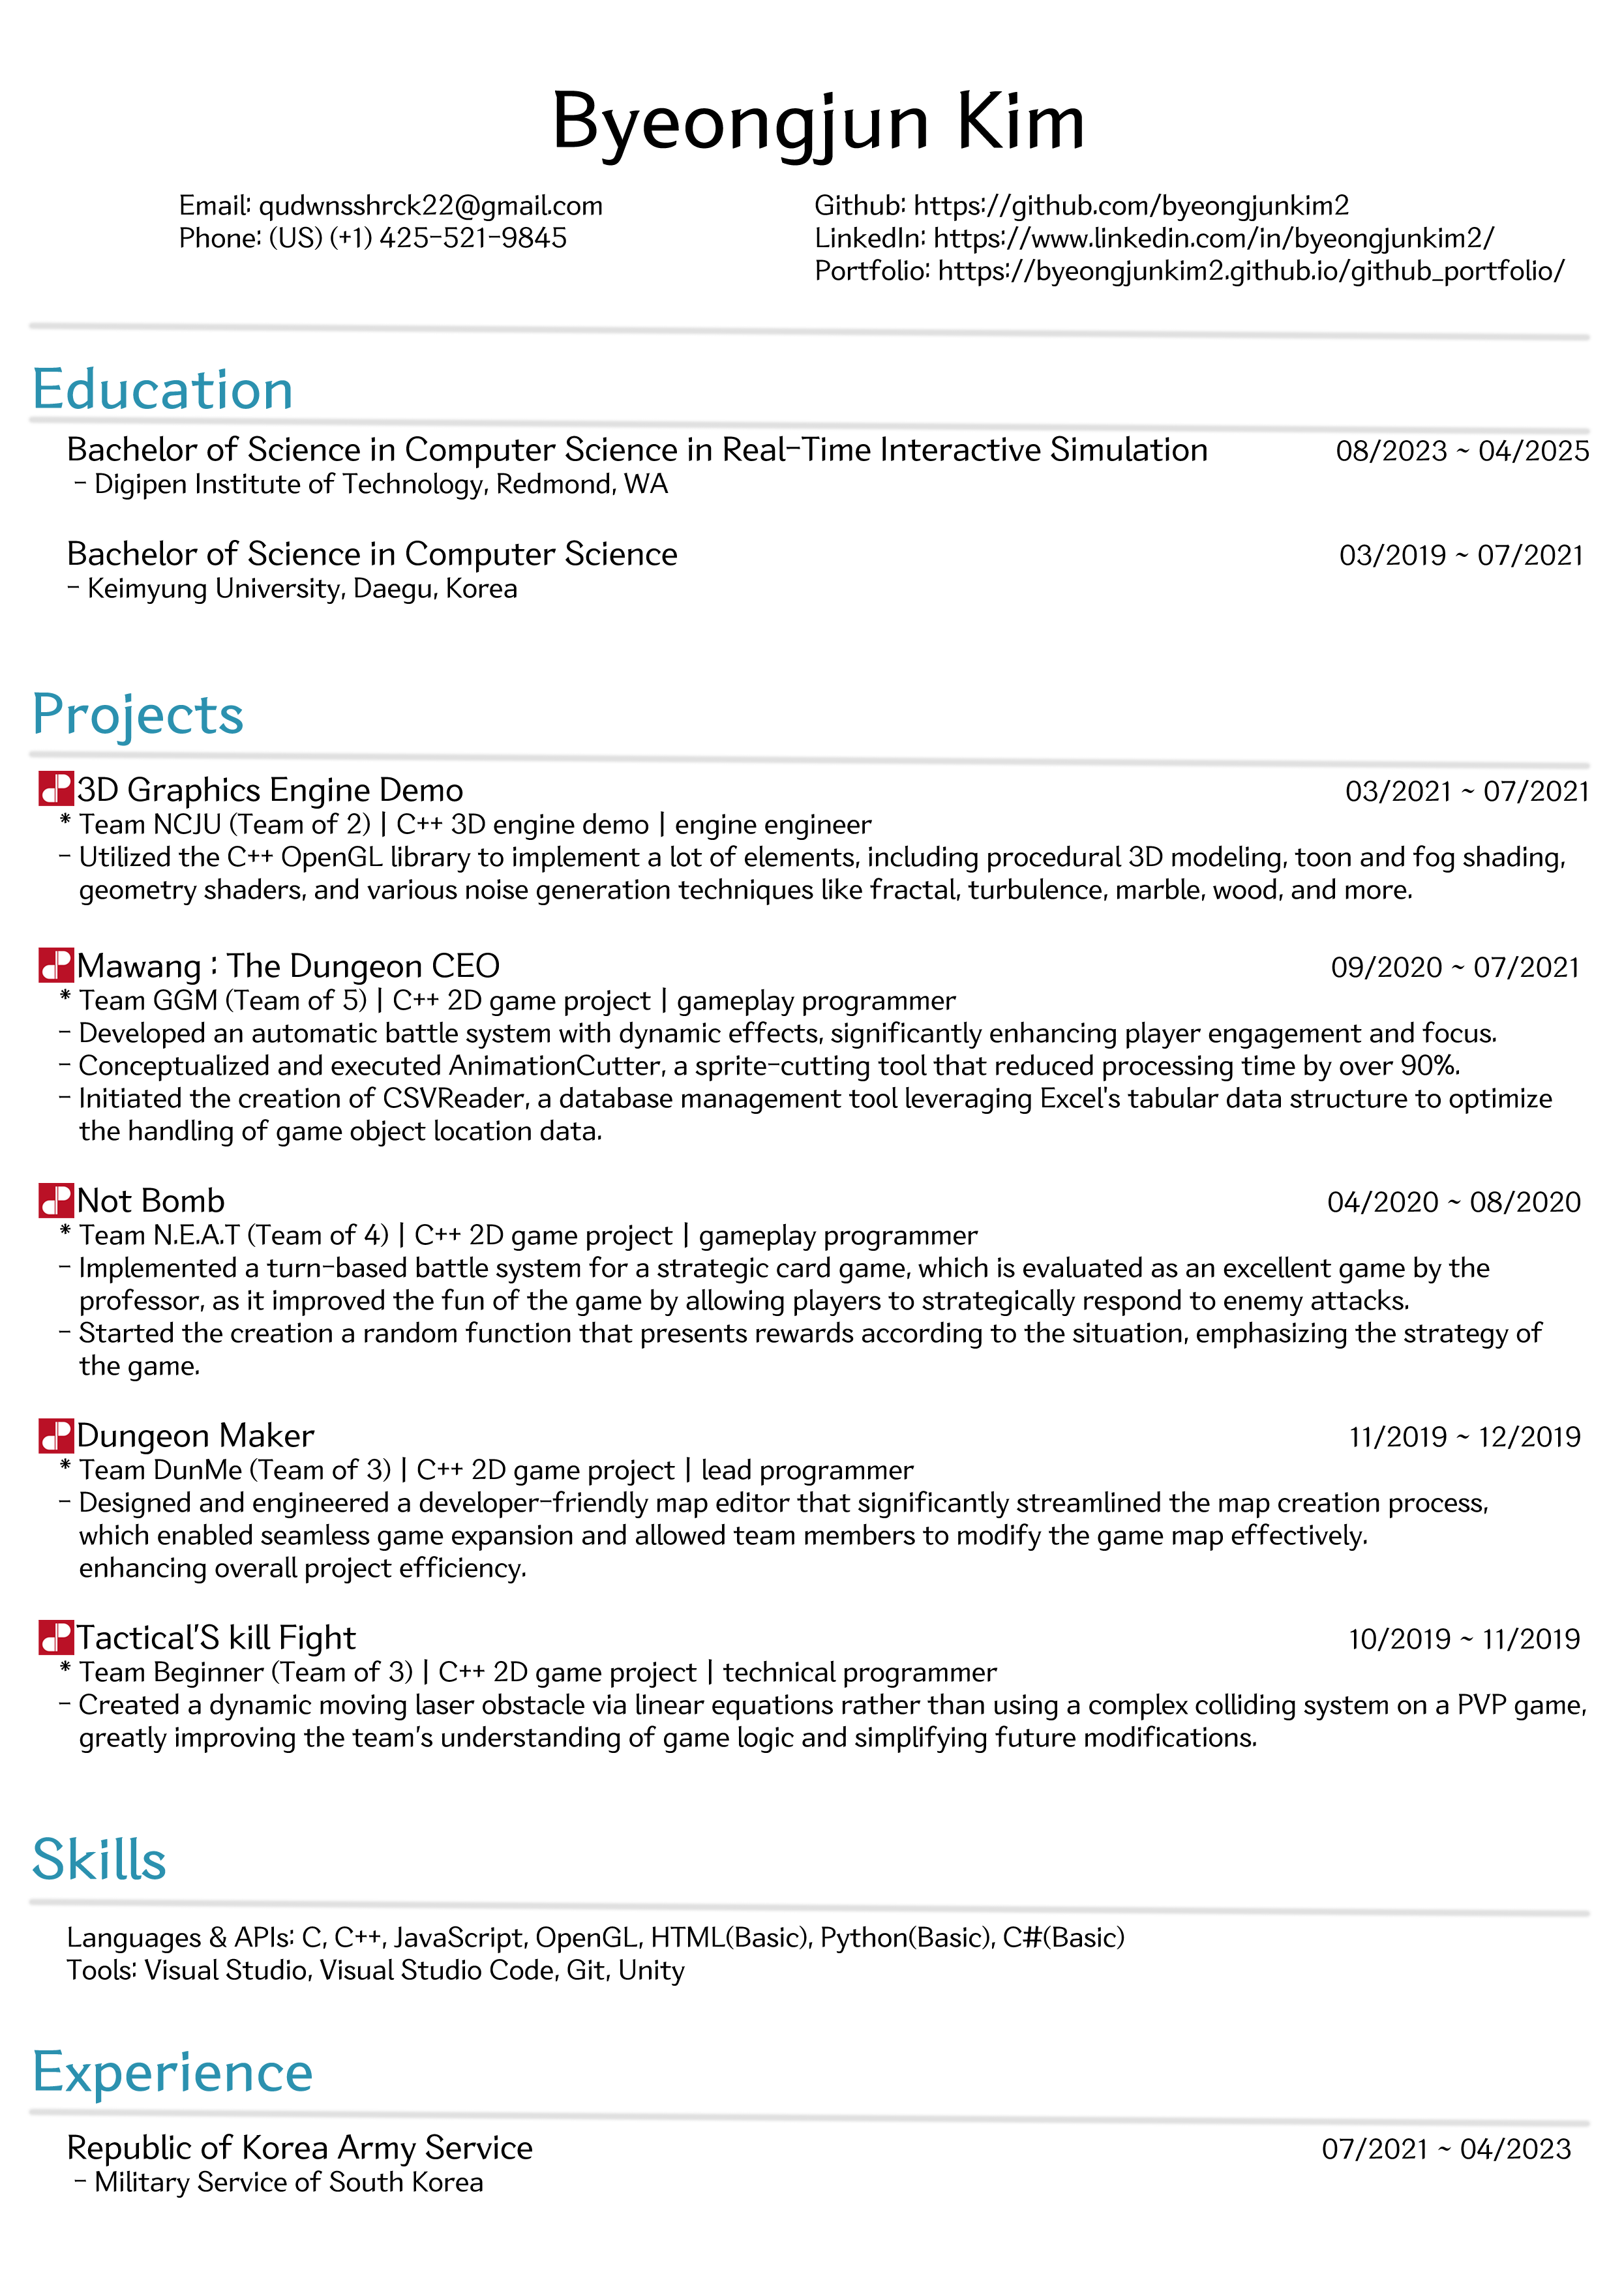 Byeongjun Kim
Email: qudwnsshrck22@gmail.com
Phone: (US) (+1) 425-521-9845
Github: https://github.com/byeongjunkim2
LinkedIn: https://www.linkedin.com/in/byeongjunkim2/
Portfolio: https://byeongjunkim2.github.io/github_portfolio/
Education
Bachelor of Science in Computer Science in Real-Time Interactive Simulation 08/2023 ~ 04/2025
- Digipen Institute of Technology, Redmond, WA
Bachelor of Science in Computer Science 03/2019 ~ 07/2021
- Keimyung University, Daegu, Korea
Projects
3D Graphics Engine Demo 03/2021 ~ 07/2021
* Team NCJU (Team of 2) | C++ 3D engine demo | engine engineer
- Utilized the C++ OpenGL library to implement a lot of elements, including procedural 3D modeling, toon and fog shading,
geometry shaders, and various noise generation techniques like fractal, turbulence, marble, wood, and more.
Mawang : The Dungeon CEO 09/2020 ~ 07/2021
* Team GGM (Team of 5) | C++ 2D game project | gameplay programmer
- Developed an automatic battle system with dynamic effects, significantly enhancing player engagement and focus.
- Conceptualized and executed AnimationCutter, a sprite-cutting tool that reduced processing time by over 90%.
- Initiated the creation of CSVReader, a database management tool leveraging Excel's tabular data structure to optimize
the handling of game object location data.
Not Bomb 04/2020 ~ 08/2020
* Team N.E.A.T (Team of 4) | C++ 2D game project | gameplay programmer
- Implemented a turn-based battle system for a strategic card game, which is evaluated as an excellent game by the
professor, as it improved the fun of the game by allowing players to strategically respond to enemy attacks.
- Started the creation a random function that presents rewards according to the situation, emphasizing the strategy of
the game.
Dungeon Maker 11/2019 ~ 12/2019
* Team DunMe (Team of 3) | C++ 2D game project | lead programmer
- Designed and engineered a developer-friendly map editor that significantly streamlined the map creation process,
which enabled seamless game expansion and allowed team members to modify the game map effectively.
enhancing overall project efficiency.
Tactical'S kill Fight 10/2019 ~ 11/2019
* Team Beginner (Team of 3) | C++ 2D game project | technical programmer
- Created a dynamic moving laser obstacle via linear equations rather than using a complex colliding system on a PVP game,
greatly improving the team's understanding of game logic and simplifying future modifications.
Skills
Languages & APIs: C, C++, JavaScript, OpenGL, HTML(Basic), Python(Basic), C#(Basic)
Tools: Visual Studio, Visual Studio Code, Git, Unity
Experience
Republic of Korea Army Service 07/2021 ~ 04/2023
- Military Service of South Korea